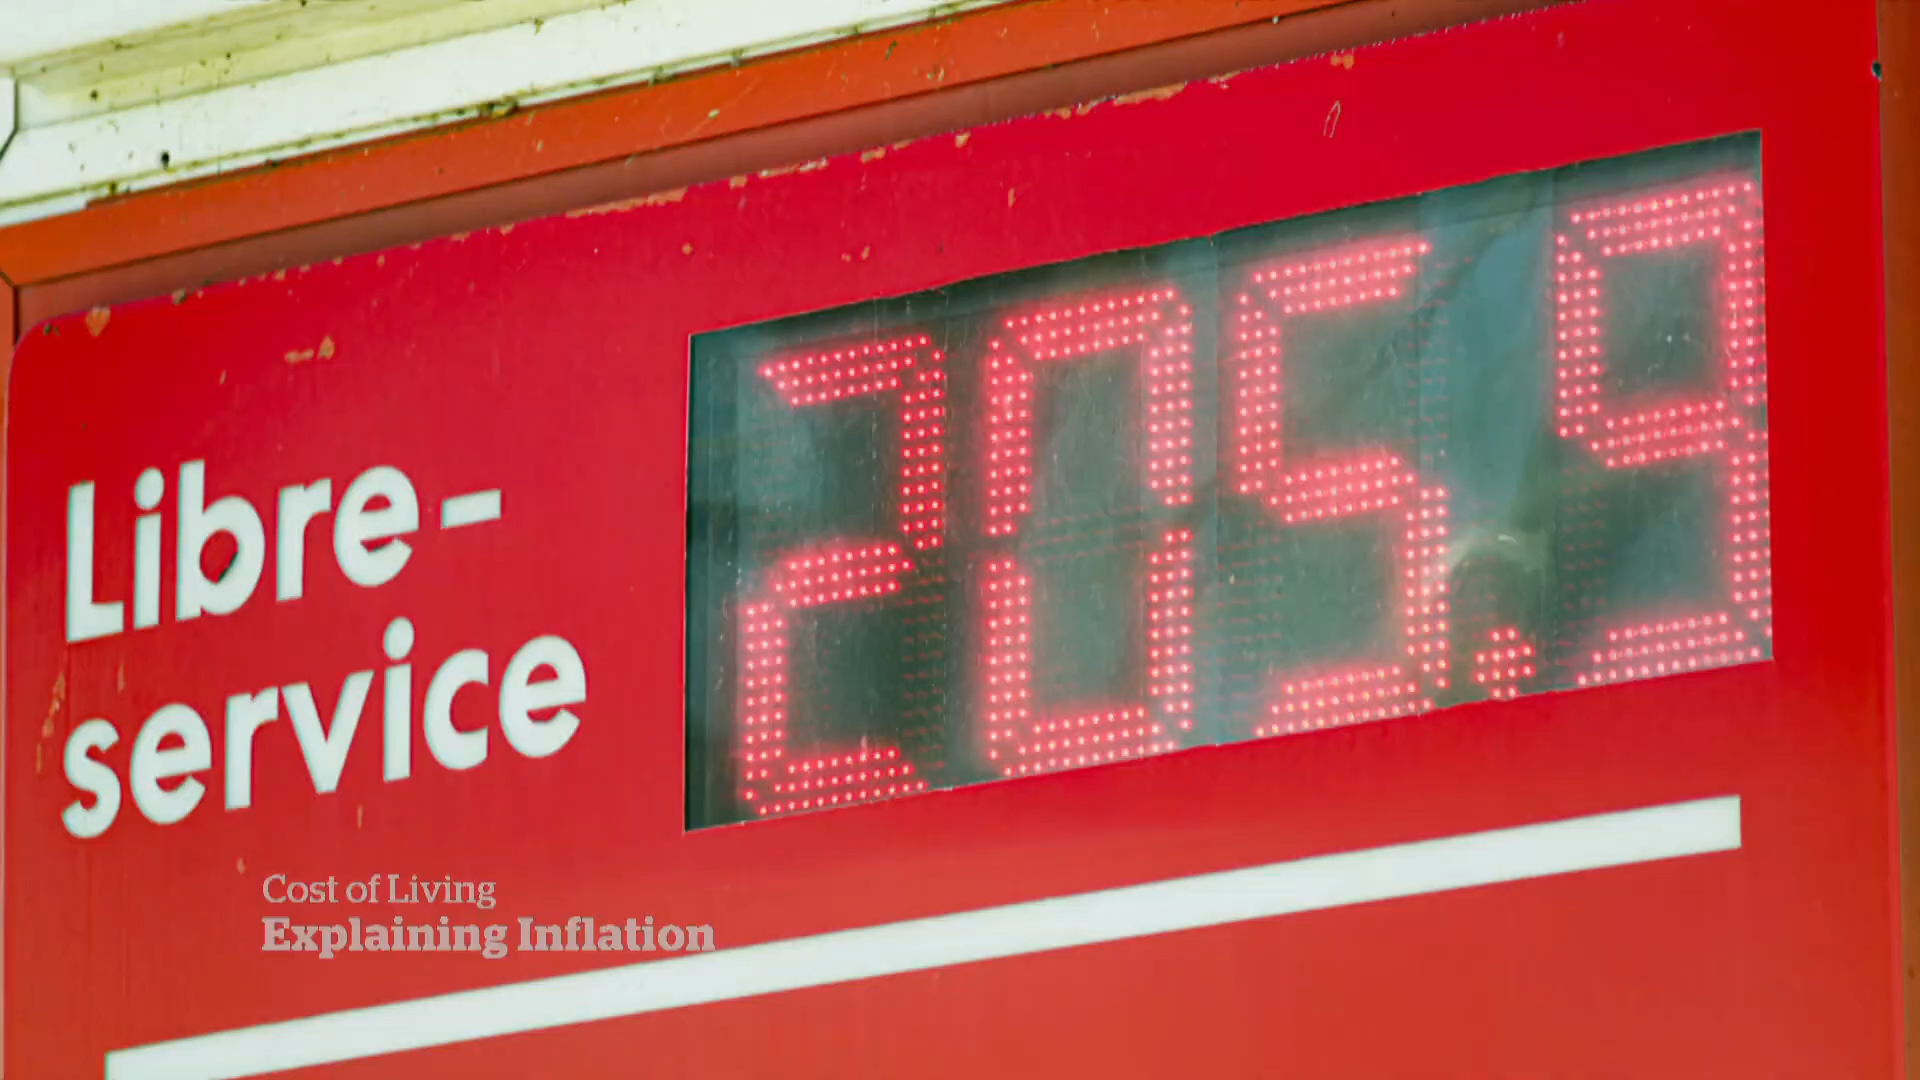 Libre-
service
205.9
Cost of Living
Explaining Inflation